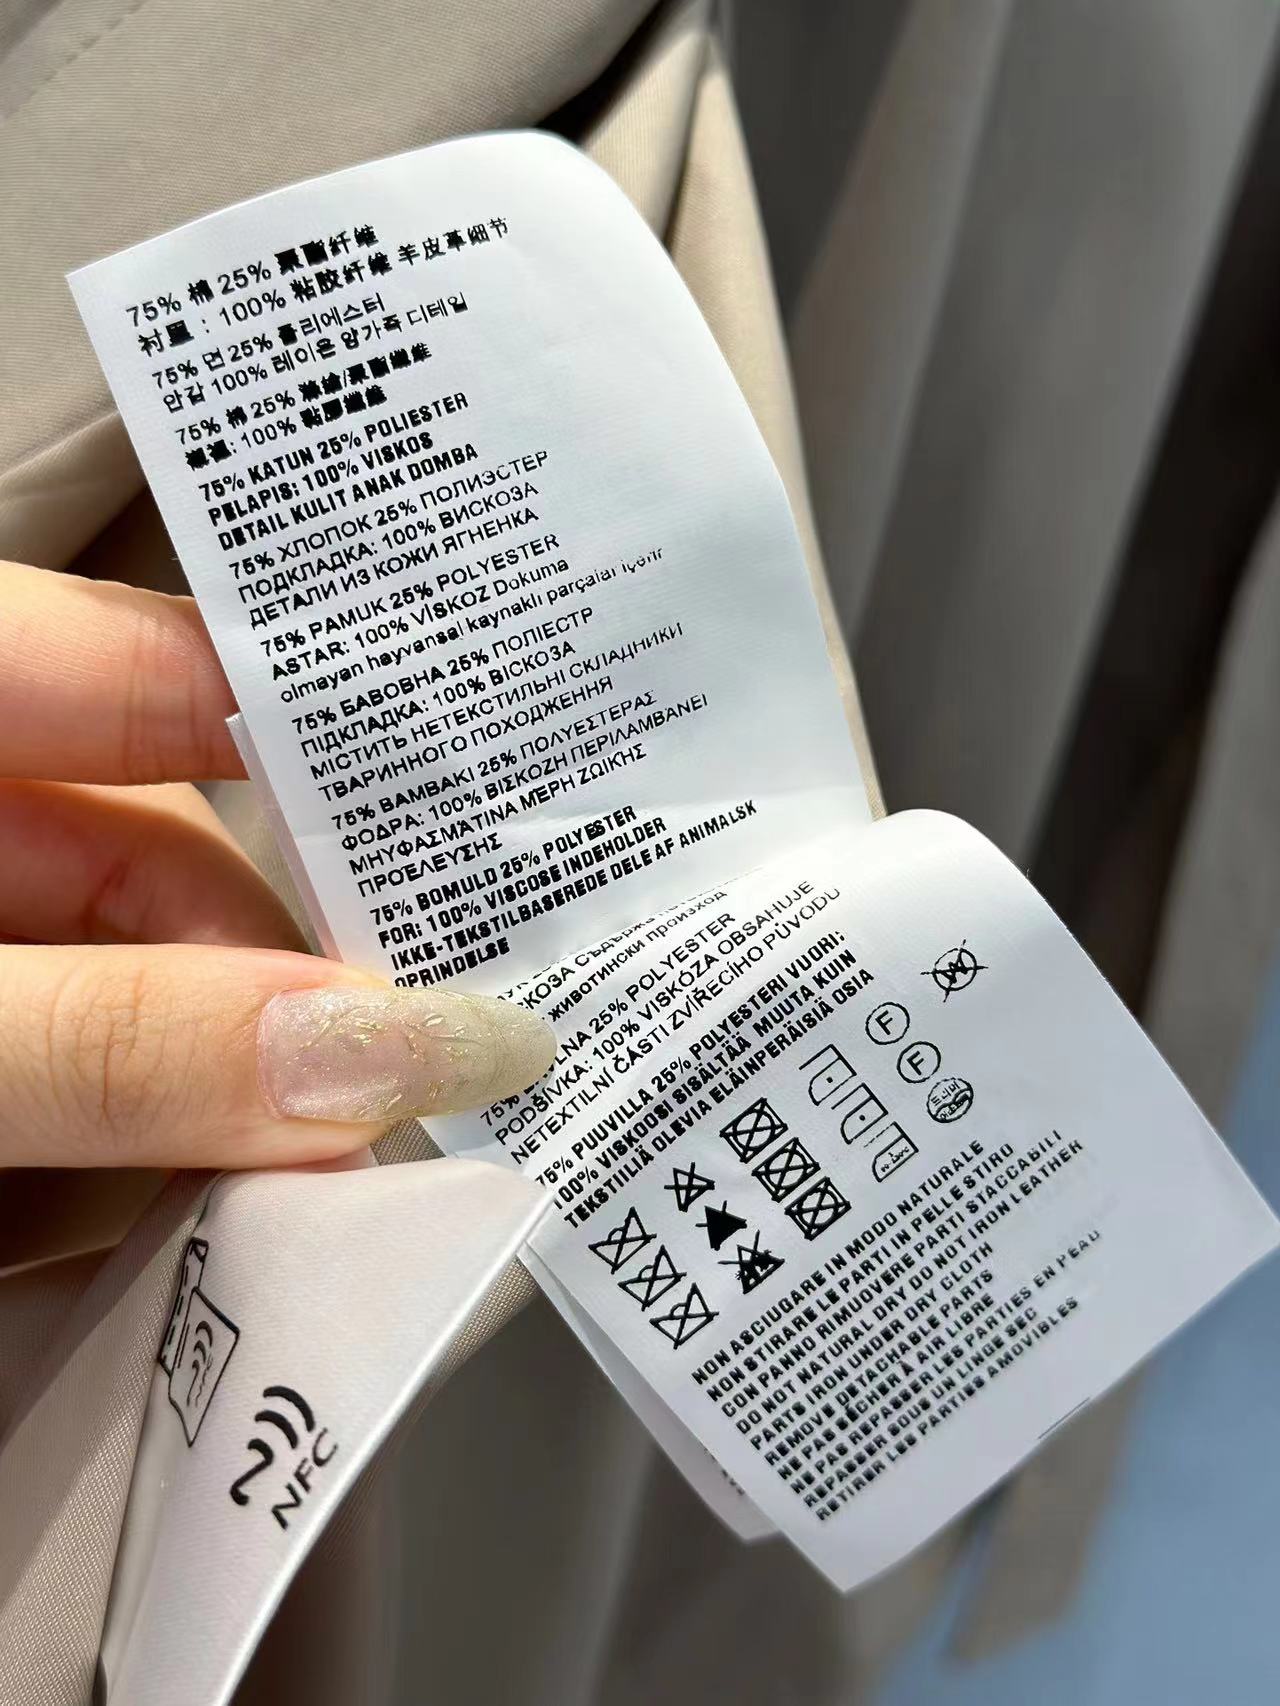 75% 棉 25% 聚酯纤维
衬里：100% 粘胶纤维 羊皮革细节
75% 면 25% 폴리에스터
안감 100% 레이온 양가죽 디테일
75% 棉 25% 滌綸/聚酯纖維
襯裡: 100% 黏膠纖維
75% KATUN 25% POLIESTER
PELAPIS: 100% VISKOS
DETAIL KULIT ANAK DOMBA
75% ХЛОПОК 25% ПОЛИЭСТЕР
ПОДКЛАДКА: 100% ВИСКОЗА
ДЕТАЛИ ИЗ КОЖИ ЯГНЕНКА
75% PAMUK 25% POLYESTER
ASTAR: 100% VİSKOZ Dokuma
olmayan hayvansal kaynaklı parçalar içerir
75% БАВОВНА 25% ПОЛІЕСТР
ПІДКЛАДКА: 100% ВІСКОЗА
МІСТИТЬ НЕТЕКСТИЛЬНІ СКЛАДНИКИ
ТВАРИННОГО ПОХОДЖЕННЯ
75% ΒΑΜΒΑΚΙ 25% ΠΟΛΥΕΣΤΕΡΑΣ
ΦΟΔΡΑ: 100% ΒΙΣΚΟΖΗ ΠΕΡΙΛΑΜΒΑΝΕΙ
ΜΗΥΦΑΣΜΑΤΙΝΑ ΜΕΡΗ ΖΩΙΚΗΣ
ΠΡΟΕΛΕΥΣΗΣ
75% BOMULD 25% POLYESTER
FOR: 100% VISCOSE INDEHOLDER
IKKE-TEKSTILBASEREDE DELE AF ANIMALSK
OPRINDELSE
животински произход
75% 25% POLYESTER
PODŠÍVKA: 100% VISKÓZA OBSAHUJE
NETEXTILNÍ ČÁSTI ZVÍŘECÍHO PŮVODU
75% PUUVILLA 25% POLYESTERI VUORI:
100% VISKOOSI SISÄLTÄÄ MUUTA KUIN
TEKSTIILIÄ OLEVIA ELÄINPERÄISIÄ OSIA
W
F
F
드라이
NON ASCIUGARE IN MODO NATURALE
NON STIRARE LE PARTI IN PELLE STIRO
CON PANNO RIMUOVERE PARTI STACCABILI
DO NOT NATURAL DRY DO NOT IRON LEATHER
PARTS IRON UNDER DRY CLOTH
REMOVE DETACHABLE PARTS
NE PAS SÉCHER À AIR LIBRE
NE PAS REPASSER LES PARTIES EN PEAU
REPASSER SOUS UN LINGE SEC
RETIRER LES PARTIES AMOVIBLES
NFC